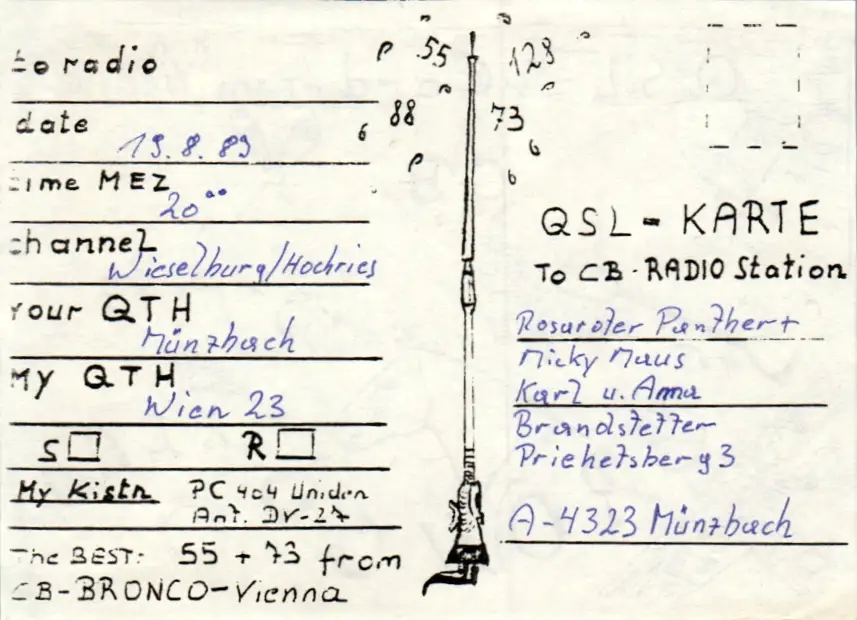 to radio
date
19.8.89
time MEZ
20°°
channel
Wieselburg/Hochries
Your QTH
Münzbach
My QTH
Wien 23
S R
My Kistn PC 404 Uniden
Ant. DV-27
The BEST: 55 + 73 from
CB-BRONCO-Vienna
55 128
88 73
QSL - KARTE
To CB-RADIO Station
Rosaroter Panther +
Micky Maus
Karl u. Anna
Brandstetter
Priehetsberg 3
A-4323 Münzbach